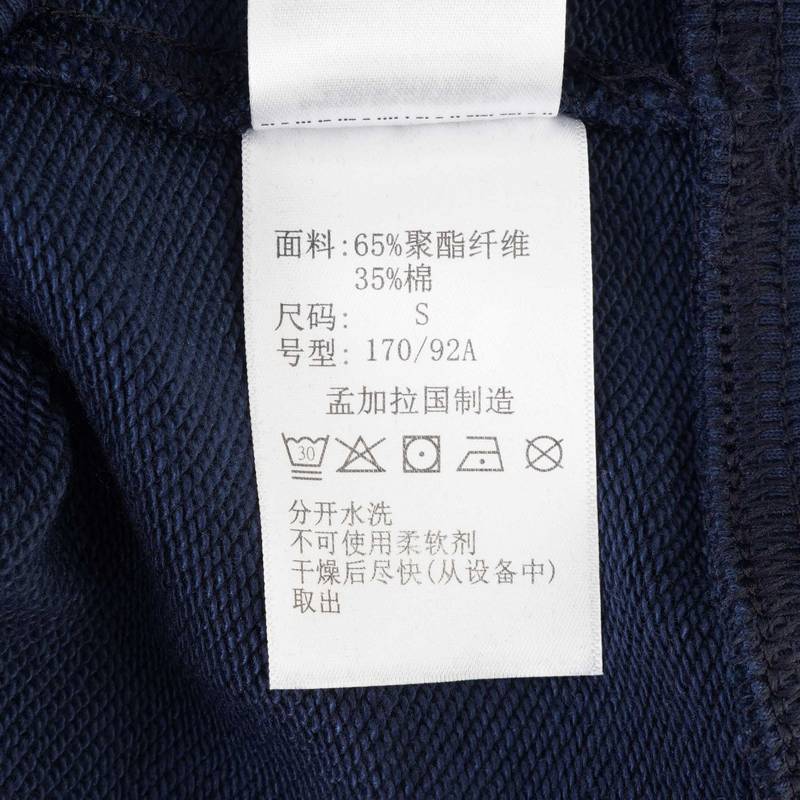 面料:65%聚酯纤维
35%棉
尺码: S
号型: 170/92A
孟加拉国制造
30
分开水洗
不可使用柔软剂
干燥后尽快(从设备中)
取出